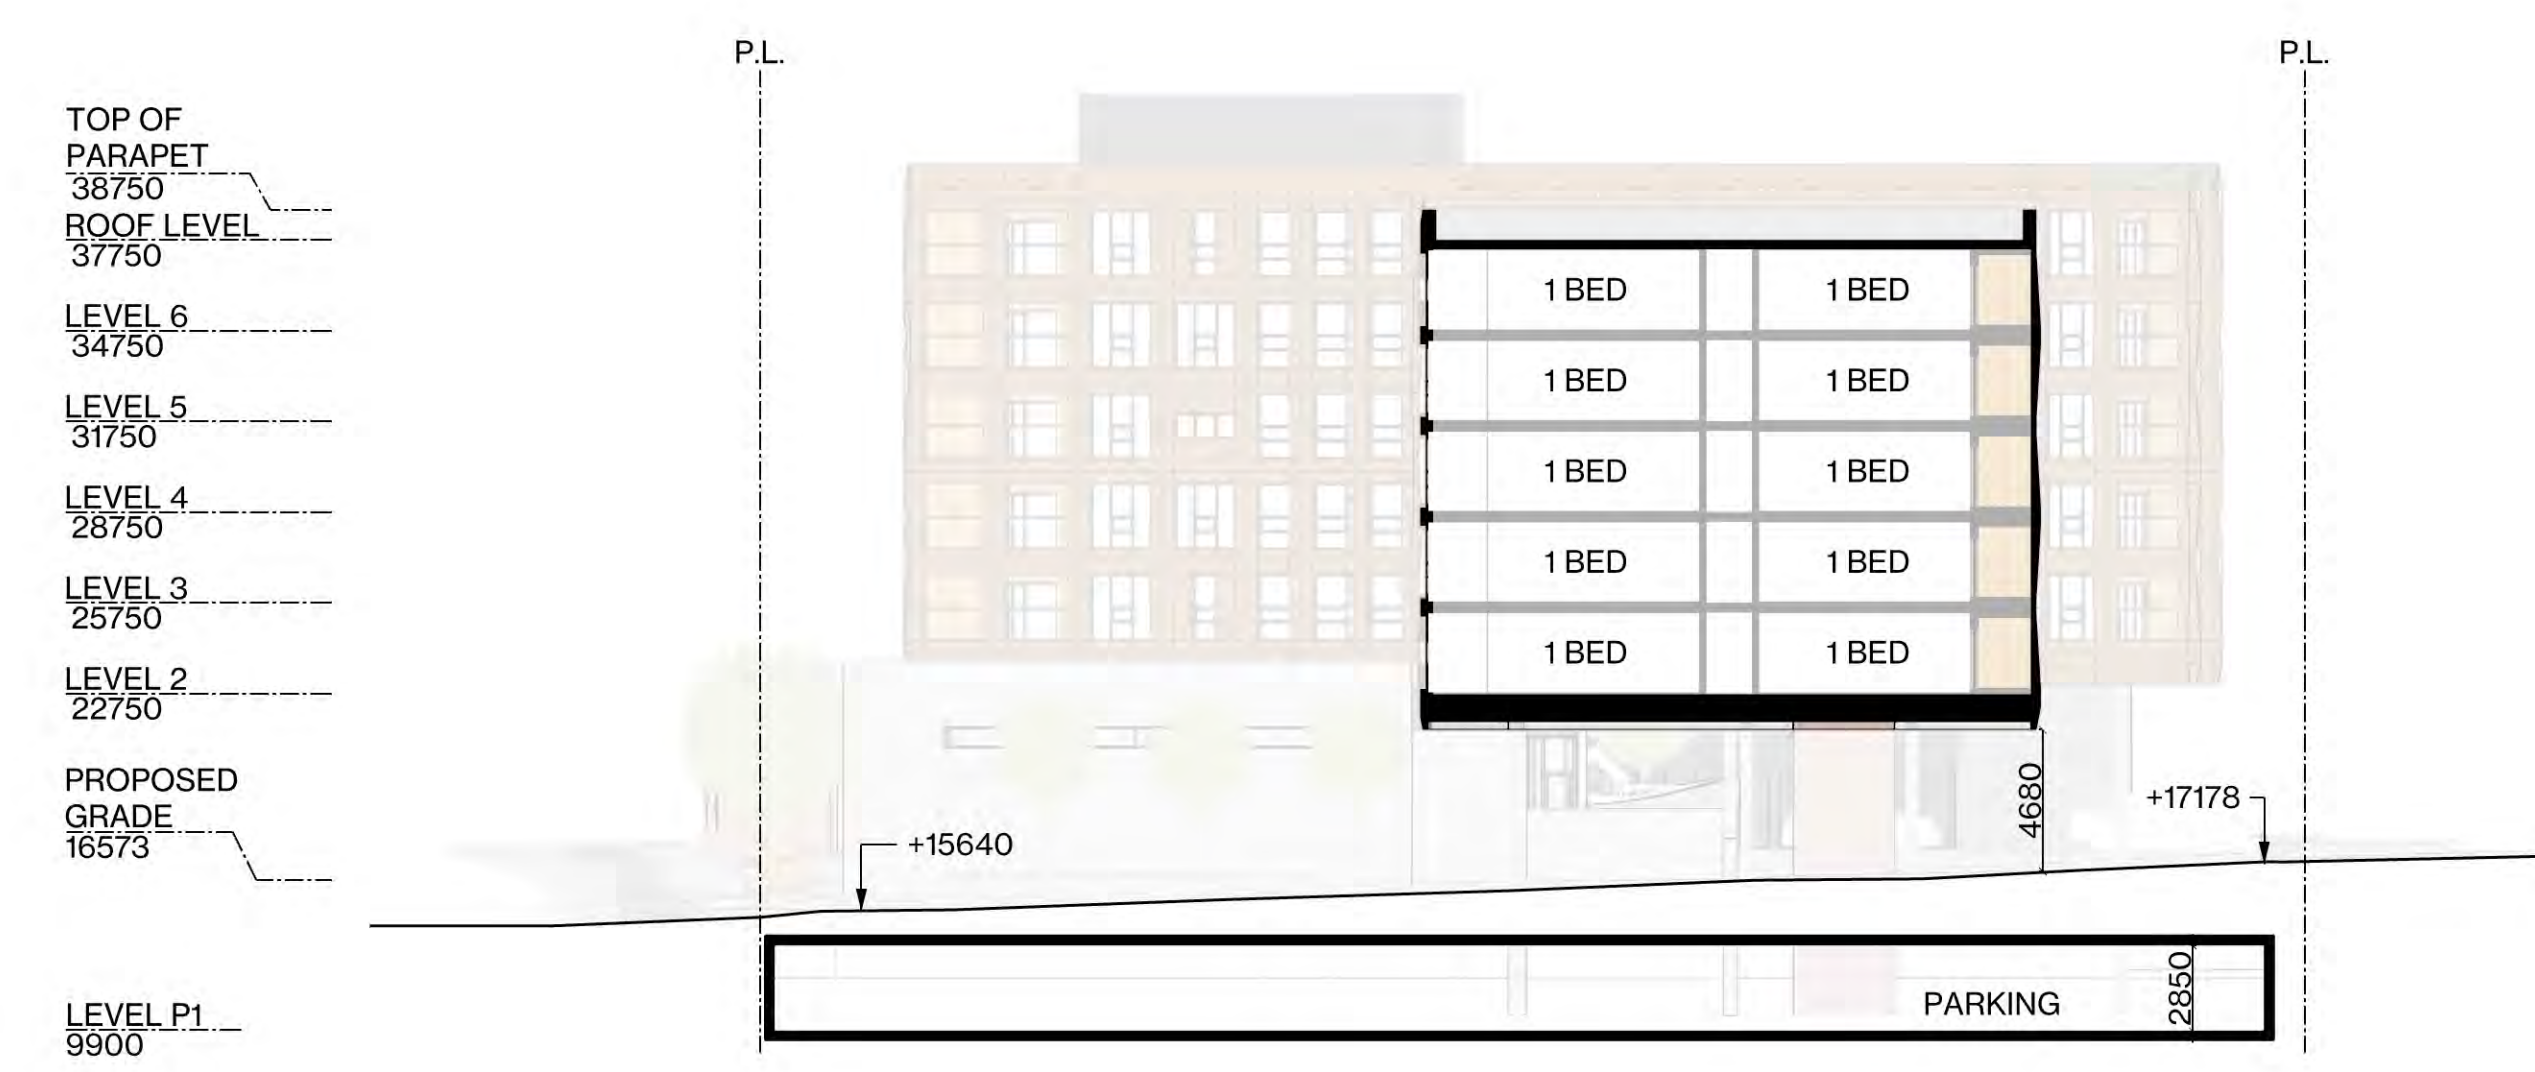 P.L.
P.L.
TOP OF
PARAPET
38750
ROOF LEVEL
37750
LEVEL 6
34750
LEVEL 5
31750
LEVEL 4
28750
LEVEL 3
25750
LEVEL 2
22750
PROPOSED
GRADE
16573
LEVEL P1
9900
1 BED
1 BED
1 BED
1 BED
1 BED
1 BED
1 BED
1 BED
1 BED
1 BED
4680
+17178
+15640
PARKING
2850